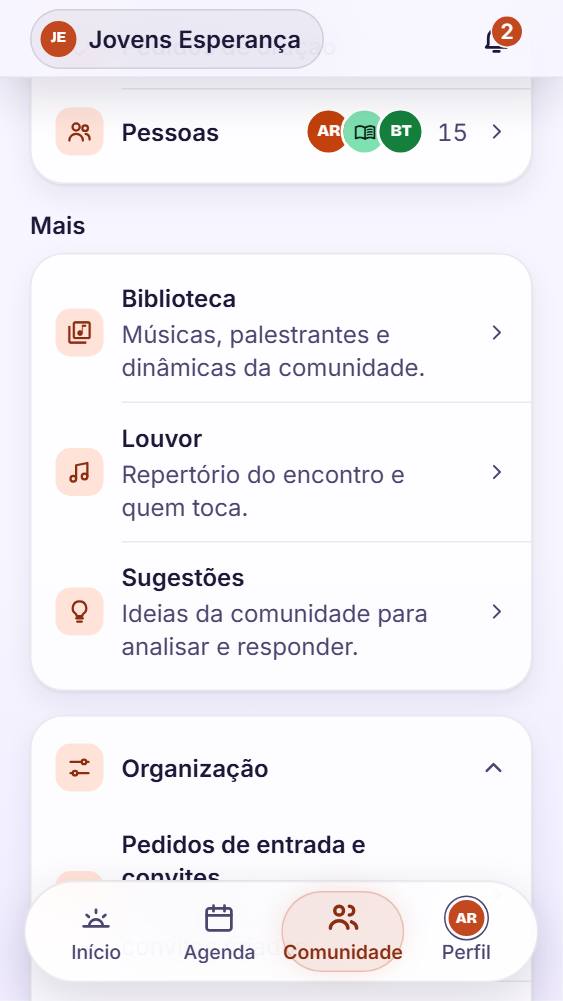 JE Jovens Esperança
2
Pessoas AR BT 15
Mais
Biblioteca
Músicas, palestrantes e
dinâmicas da comunidade.
Louvor
Repertório do encontro e
quem toca.
Sugestões
Ideias da comunidade para
analisar e responder.
Organização
Pedidos de entrada e
convites
AR
Início Agenda Comunidade Perfil